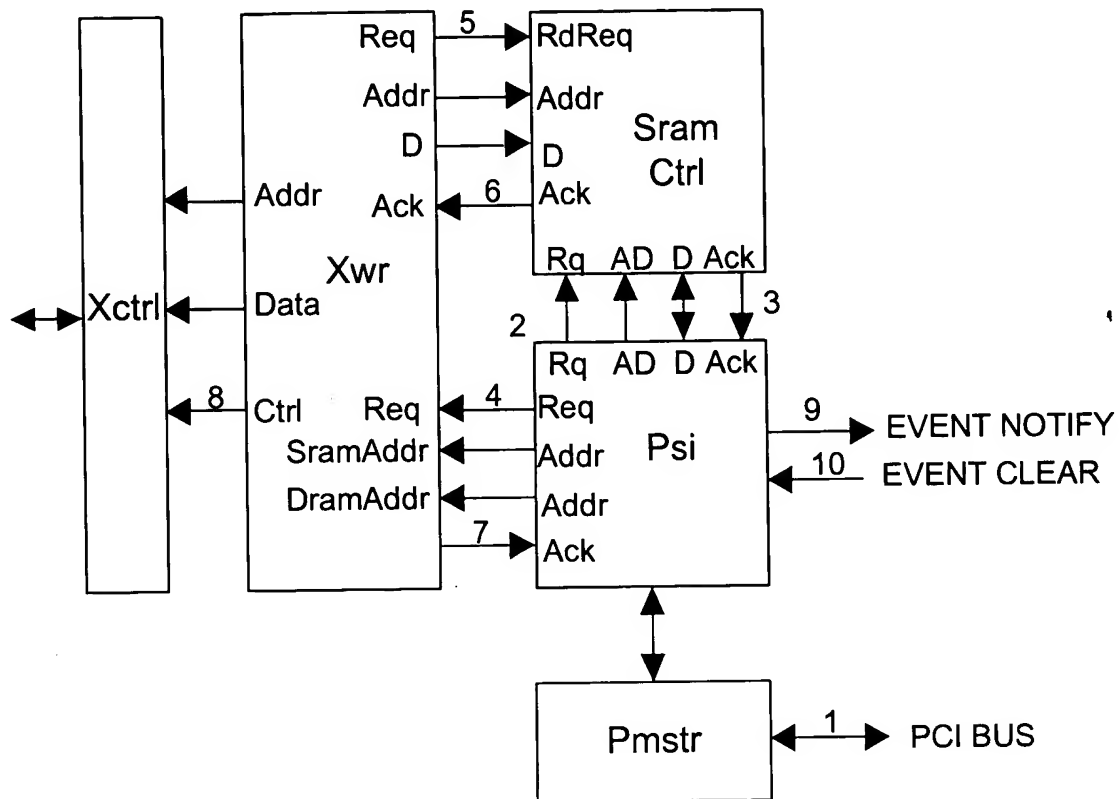 Req 5 RdReq
Addr Addr
D D
Sram
Ctrl
Addr Ack 6 Ack
Rq AD D Ack
Xwr
Xctrl Data
2 3
Rq AD D Ack
8 Ctrl Req 4 Req
9 EVENT NOTIFY
SramAddr Addr
Psi
10 EVENT CLEAR
DramAddr Addr
7 Ack
Pmstr 1 PCI BUS